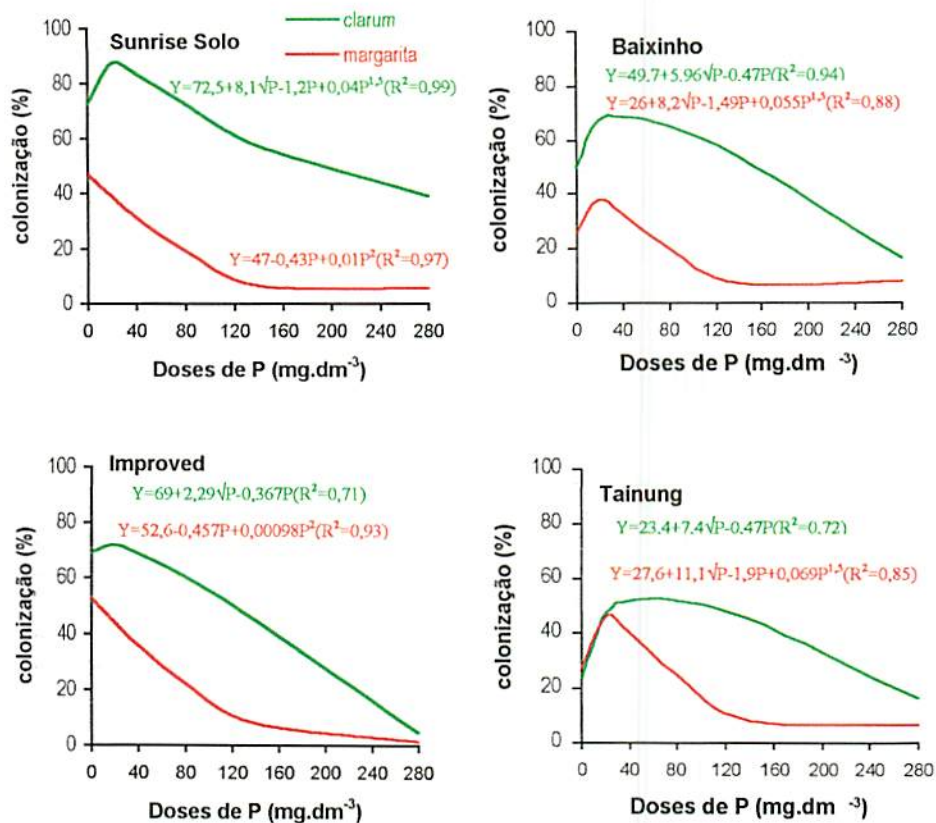 clarum
margarita
Sunrise Solo
Y=72,5+8,1√P-1,2P+0,04P^1,5(R²=0,99)
Y=47-0,43P+0,01P²(R²=0,97)
colonização (%)
100
80
60
40
20
0
0 40 80 120 160 200 240 280
Doses de P (mg.dm⁻³)
Baixinho
Y=49.7+5.96√P-0.47P(R²=0.94)
Y=26+8,2√P-1,49P+0,055P^1,5(R²=0,88)
colonização (%)
100
80
60
40
20
0
0 40 80 120 160 200 240 280
Doses de P (mg.dm ⁻³)
Improved
Y=69+2,29√P-0,367P(R²=0,71)
Y=52,6-0,457P+0,00098P²(R²=0,93)
colonização (%)
100
80
60
40
20
0
0 40 80 120 160 200 240 280
Doses de P (mg.dm⁻³)
Tainung
Y=23.4+7.4√P-0.47P(R²=0.72)
Y=27,6+11,1√P-1,9P+0,069P^1,5(R²=0,85)
colonização (%)
100
80
60
40
20
0
0 40 80 120 160 200 240 280
Doses de P (mg.dm ⁻³)